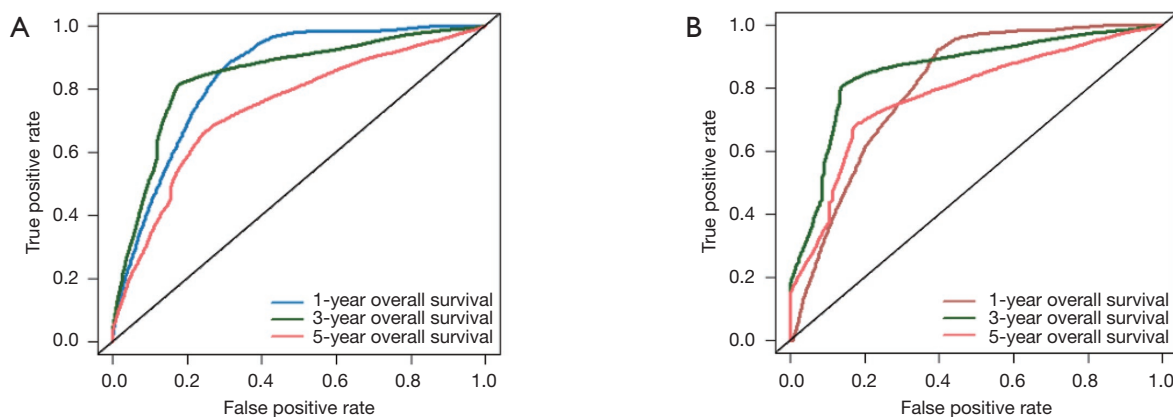 A
1.0
0.8
0.6
0.4
0.2
0.0
True positive rate
1-year overall survival
3-year overall survival
5-year overall survival
0.0 0.2 0.4 0.6 0.8 1.0
False positive rate
B
1.0
0.8
0.6
0.4
0.2
0.0
True positive rate
1-year overall survival
3-year overall survival
5-year overall survival
0.0 0.2 0.4 0.6 0.8 1.0
False positive rate